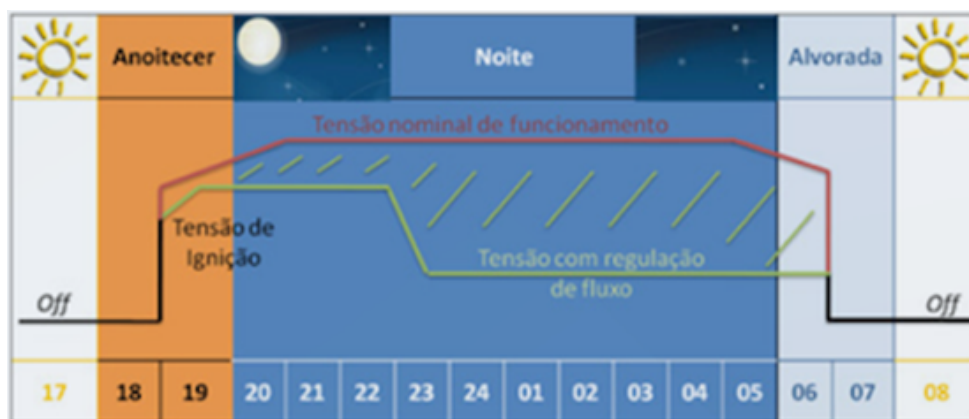 Anoitecer
Noite
Alvorada
Tensão nominal de funcionamento
Tensão de
Ignição
Tensão com regulação
de fluxo
Off
Off
17 18 19 20 21 22 23 24 01 02 03 04 05 06 07 08